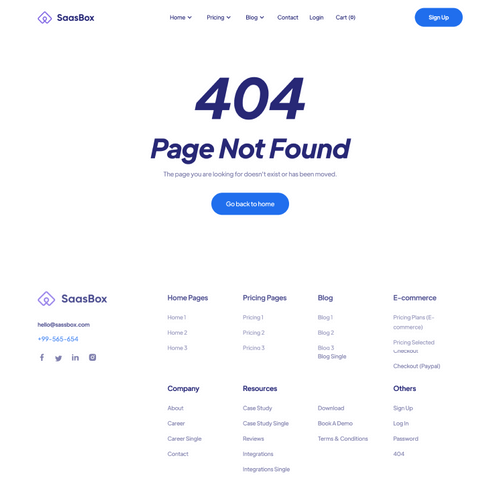 SaasBox
Home Pricing Blog Contact Login Cart (0) Sign Up
404
Page Not Found
The page you are looking for doesn't exist or has been moved.
Go back to home
SaasBox
hello@sassbox.com
+99-565-654
Home Pages
Home 1
Home 2
Home 3
Pricing Pages
Pricing 1
Pricing 2
Pricing 3
Blog
Blog 1
Blog 2
Blog 3
Blog Single
E-commerce
Pricing Plans (E-
commerce)
Pricing Selected
Checkout
Checkout (Paypal)
Company
About
Career
Career Single
Contact
Resources
Case Study
Case Study Single
Reviews
Integrations
Integrations Single
Download
Book A Demo
Terms & Conditions
Others
Sign Up
Log In
Password
404